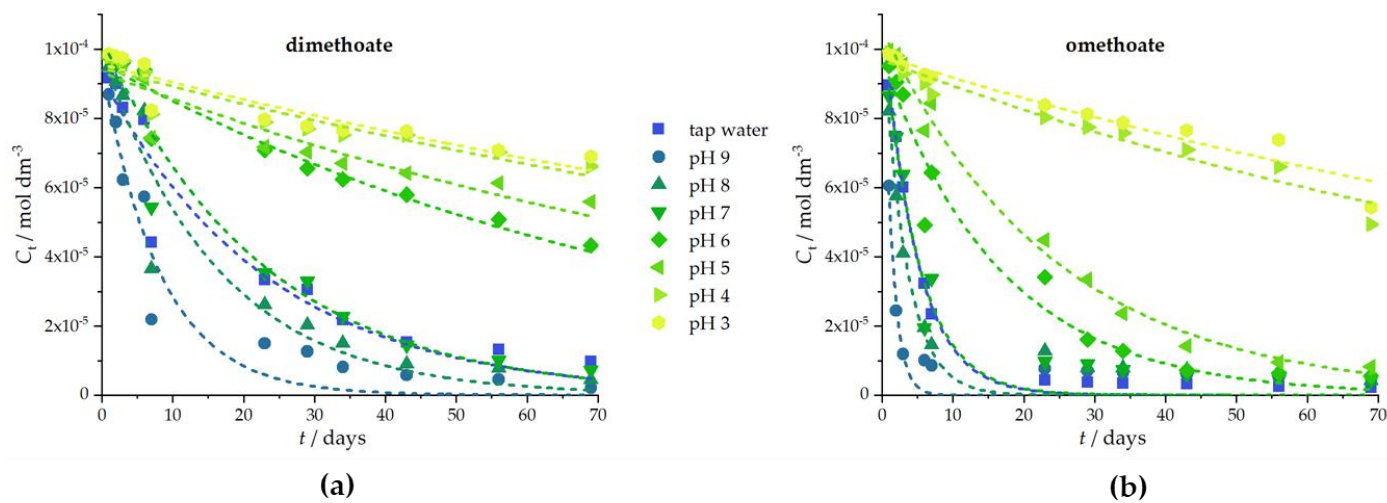 dimethoate
1x10⁻⁴
8x10⁻⁵
6x10⁻⁵
4x10⁻⁵
2x10⁻⁵
0
Cₜ / mol dm⁻³
0 10 20 30 40 50 60 70
t / days
(a)
tap water
pH 9
pH 8
pH 7
pH 6
pH 5
pH 4
pH 3
omethoate
1x10⁻⁴
8x10⁻⁵
6x10⁻⁵
4x10⁻⁵
2x10⁻⁵
0
Cₜ / mol dm⁻³
0 10 20 30 40 50 60 70
t / days
(b)